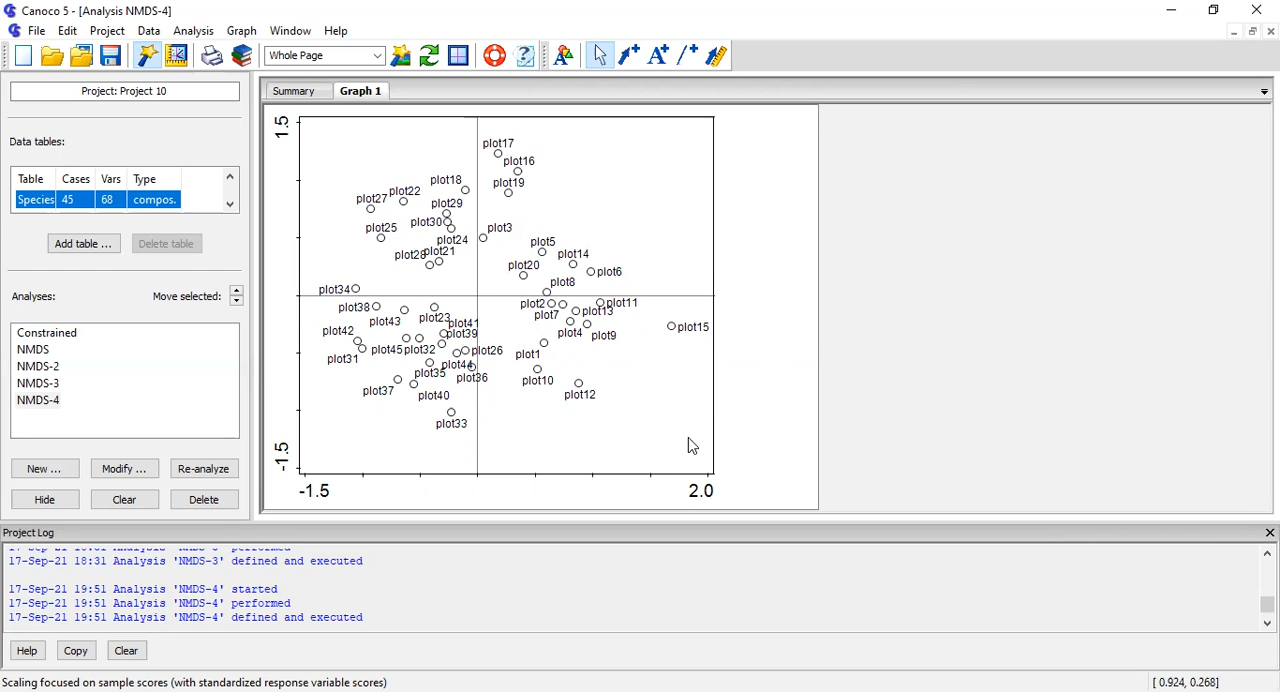 Canoco 5 - [Analysis NMDS-4]
File Edit Project Data Analysis Graph Window Help
Whole Page
Project: Project 10
Data tables:
Table Cases Vars Type
Species 45 68 compos.
Add table ... Delete table
Analyses: Move selected:
Constrained
NMDS
NMDS-2
NMDS-3
NMDS-4
New ... Modify ... Re-analyze
Hide Clear Delete
Summary Graph 1
1.5
plot17
plot16
plot18 plot19
plot27 plot22
plot29
plot25 plot30 plot3
plot24 plot5
plot28 plot21 plot14
plot20 plot6
plot8
plot34
plot38 plot2 plot11
plot43 plot23 plot7 plot13
plot42 plot41 plot15
plot39 plot4 plot9
plot31 plot45 plot32 plot26 plot1
plot35 plot44
plot36 plot10
plot37 plot40 plot12
plot33
-1.5
-1.5 2.0
Project Log
17-Sep-21 18:31 Analysis 'NMDS-3' defined and executed
17-Sep-21 19:51 Analysis 'NMDS-4' started
17-Sep-21 19:51 Analysis 'NMDS-4' performed
17-Sep-21 19:51 Analysis 'NMDS-4' defined and executed
Help Copy Clear
Scaling focused on sample scores (with standardized response variable scores) [ 0.924, 0.268]